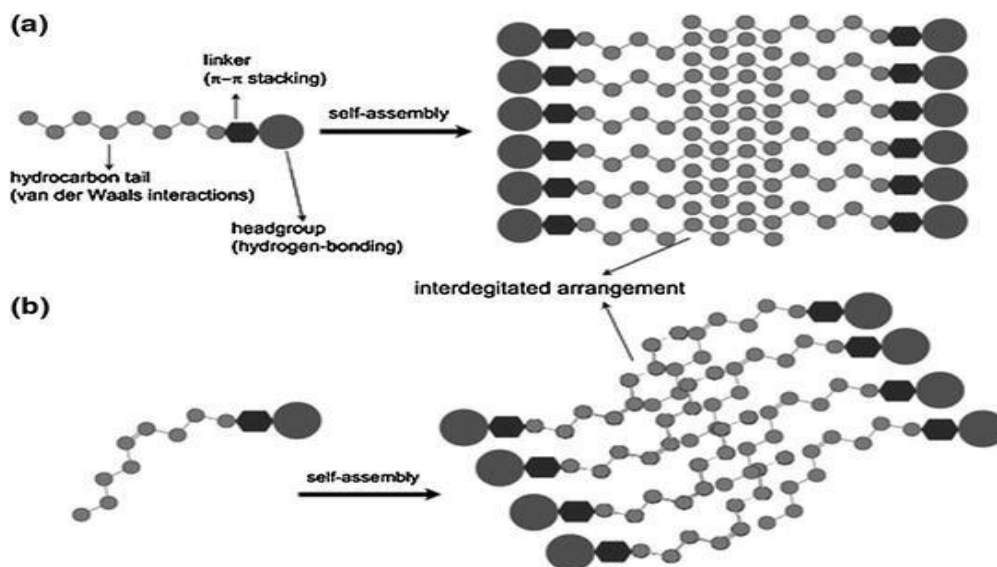 (a)
linker
(π–π stacking)
self-assembly
hydrocarbon tail
(van der Waals interactions)
headgroup
(hydrogen-bonding)
interdegitated arrangement
(b)
self-assembly